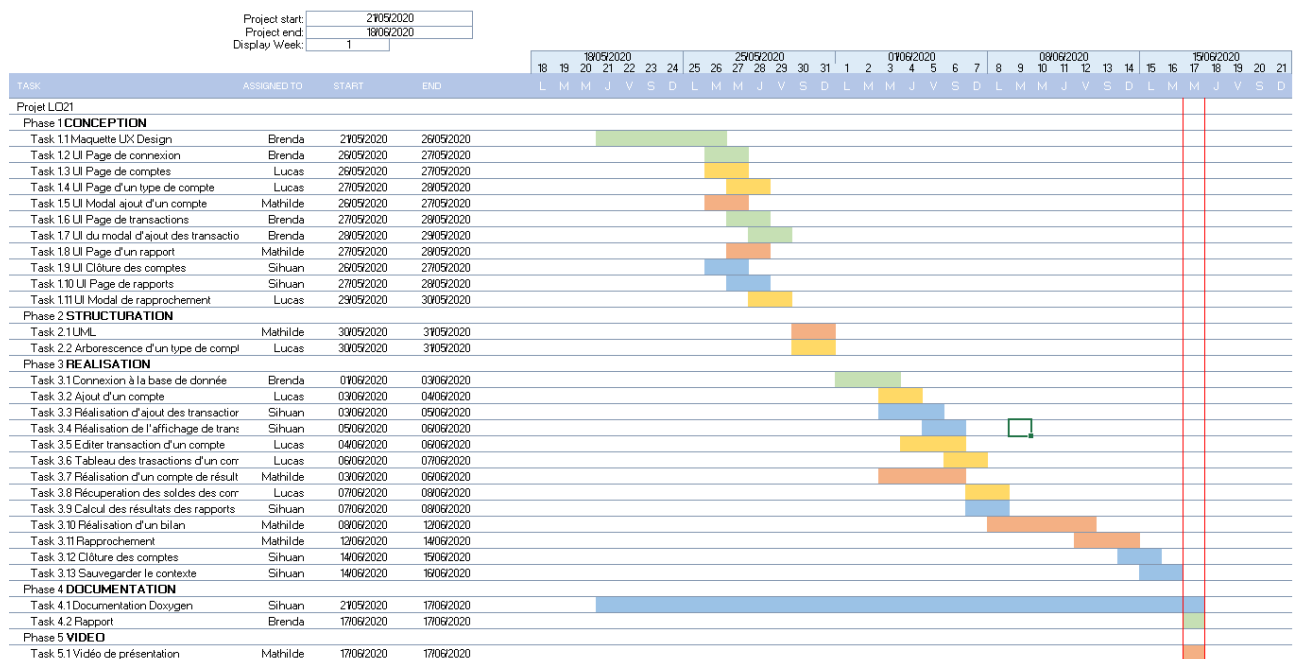 Project start: 21/05/2020
Project end: 18/06/2020
Display Week: 1
18/05/2020 25/05/2020 01/06/2020 08/06/2020 15/06/2020
18 19 20 21 22 23 24 25 26 27 28 29 30 31 1 2 3 4 5 6 7 8 9 10 11 12 13 14 15 16 17 18 19 20 21
TASK ASSIGNED TO START END L M M J V S D L M M J V S D L M M J V S D L M M J V S D L M M J V S D
Projet LO21
Phase 1 CONCEPTION
Task 1.1 Maquette UX Design Brenda 21/05/2020 26/05/2020
Task 1.2 UI Page de connexion Brenda 26/05/2020 27/05/2020
Task 1.3 UI Page de comptes Lucas 26/05/2020 27/05/2020
Task 1.4 UI Page d'un type de compte Lucas 27/05/2020 28/05/2020
Task 1.5 UI Modal ajout d'un compte Mathilde 26/05/2020 27/05/2020
Task 1.6 UI Page de transactions Brenda 27/05/2020 28/05/2020
Task 1.7 UI du modal d'ajout des transactio Brenda 28/05/2020 29/05/2020
Task 1.8 UI Page d'un rapport Mathilde 27/05/2020 28/05/2020
Task 1.9 UI Clôture des comptes Sihuan 26/05/2020 27/05/2020
Task 1.10 UI Page de rapports Sihuan 27/05/2020 28/05/2020
Task 1.11 UI Modal de rapprochement Lucas 29/05/2020 30/05/2020
Phase 2 STRUCTURATION
Task 2.1 UML Mathilde 30/05/2020 31/05/2020
Task 2.2 Arborescence d'un type de compt Lucas 30/05/2020 31/05/2020
Phase 3 REALISATION
Task 3.1 Connexion à la base de donnée Brenda 01/06/2020 03/06/2020
Task 3.2 Ajout d'un compte Lucas 03/06/2020 04/06/2020
Task 3.3 Réalisation d'ajout des transaction Sihuan 03/06/2020 05/06/2020
Task 3.4 Réalisation de l'affichage de trans Sihuan 05/06/2020 06/06/2020
Task 3.5 Editer transaction d'un compte Lucas 04/06/2020 06/06/2020
Task 3.6 Tableau des trasactions d'un com Lucas 06/06/2020 07/06/2020
Task 3.7 Réalisation d'un compte de résult Mathilde 03/06/2020 06/06/2020
Task 3.8 Récuperation des soldes des com Lucas 07/06/2020 08/06/2020
Task 3.9 Calcul des résultats des rapports Sihuan 07/06/2020 08/06/2020
Task 3.10 Réalisation d'un bilan Mathilde 08/06/2020 12/06/2020
Task 3.11 Rapprochement Mathilde 12/06/2020 14/06/2020
Task 3.12 Clôture des comptes Sihuan 14/06/2020 15/06/2020
Task 3.13 Sauvegarder le contexte Sihuan 14/06/2020 16/06/2020
Phase 4 DOCUMENTATION
Task 4.1 Documentation Doxygen Sihuan 21/05/2020 17/06/2020
Task 4.2 Rapport Brenda 17/06/2020 17/06/2020
Phase 5 VIDEO
Task 5.1 Vidéo de présentation Mathilde 17/06/2020 17/06/2020